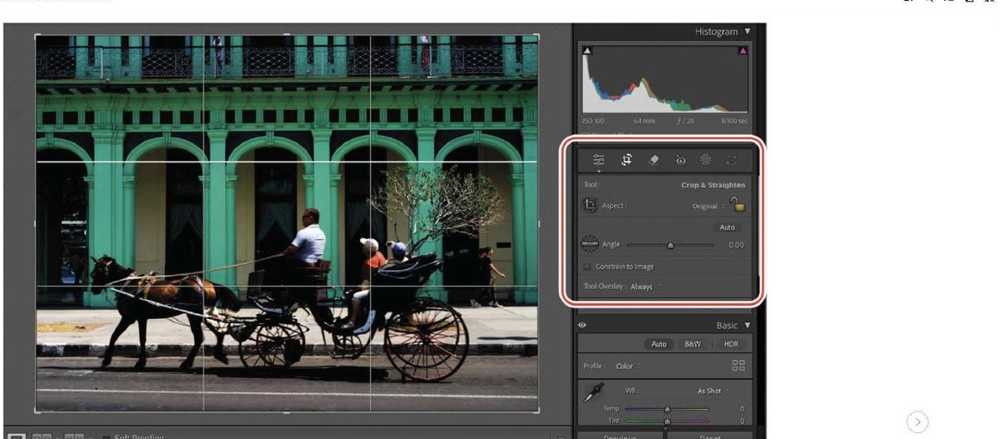 Histogram
ISO 100 64 mm f / 20 1/100 sec
Tool : Crop & Straighten
Aspect : Original
Auto
Angle 0.00
Constrain to Image
Tool Overlay : Always
Basic
Auto B&W HDR
Profile : Color
WB : As Shot
Temp 0
Tint 0
Soft Proofing
Previous Reset